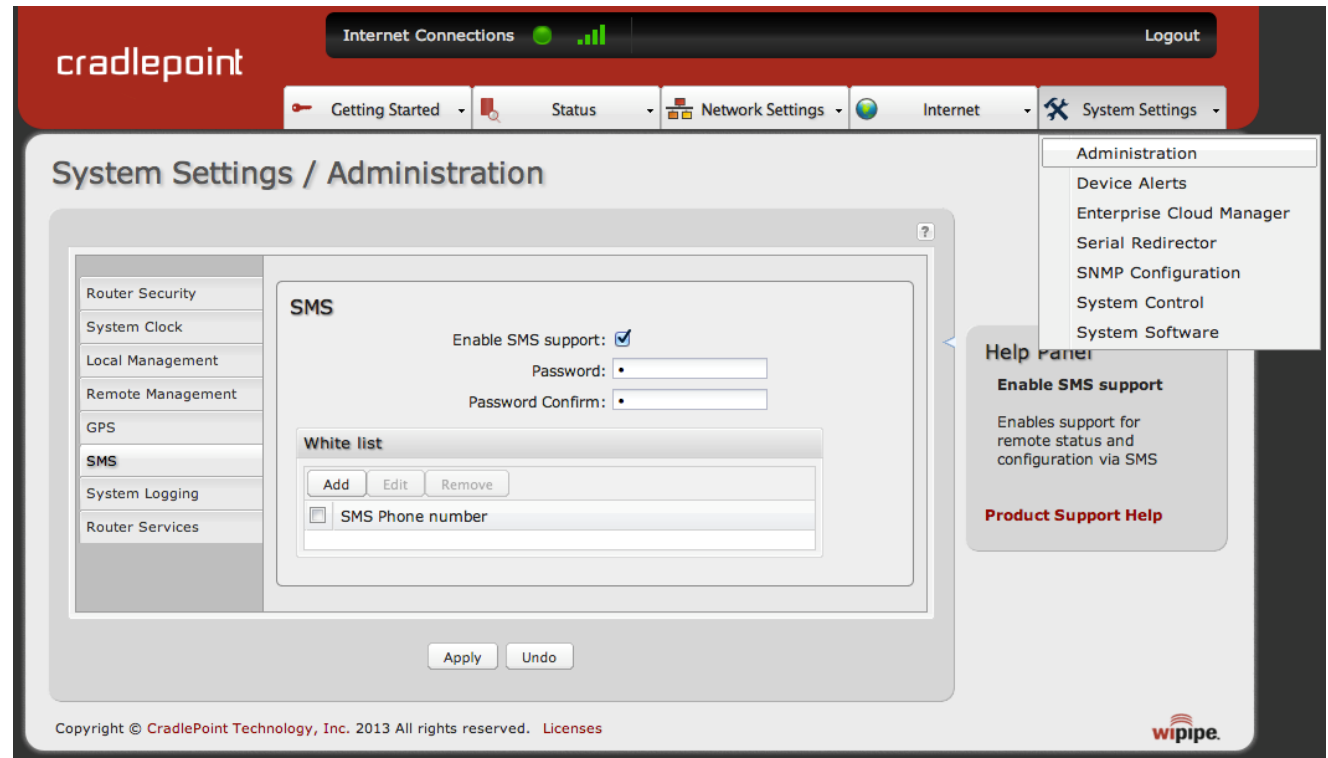 cradlepoint
Internet Connections
Logout
Getting Started
Status
Network Settings
Internet
System Settings
Administration
Device Alerts
Enterprise Cloud Manager
Serial Redirector
SNMP Configuration
System Control
System Software
System Settings / Administration
?
Router Security
System Clock
Local Management
Remote Management
GPS
SMS
System Logging
Router Services
SMS
Enable SMS support:
Password: •
Password Confirm: •
White list
Add Edit Remove
SMS Phone number
Apply Undo
Help Panel
Enable SMS support
Enables support for
remote status and
configuration via SMS
Product Support Help
Copyright © CradlePoint Technology, Inc. 2013 All rights reserved. Licenses
wipipe.